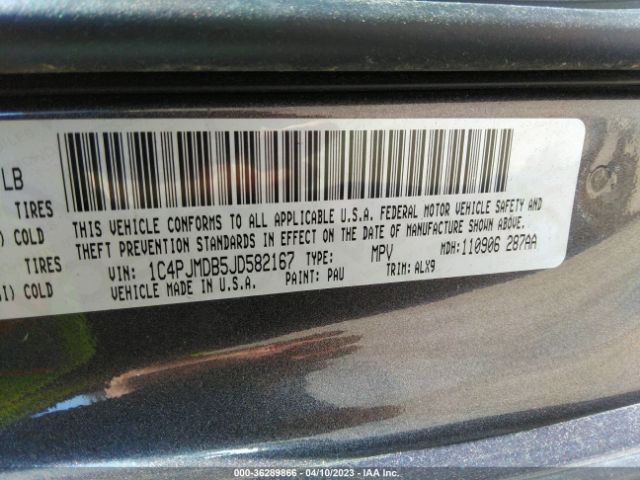 LB
TIRES
) COLD
TIRES
SI) COLD
THIS VEHICLE CONFORMS TO ALL APPLICABLE U.S.A. FEDERAL MOTOR VEHICLE SAFETY AND
THEFT PREVENTION STANDARDS IN EFFECT ON THE DATE OF MANUFACTURE SHOWN ABOVE.
VIN: 1C4PJMDB5JD582167 TYPE: MPV MDH: 110906 287AA
VEHICLE MADE IN U.S.A. PAINT: PAU TRIM: ALX9
000-36289866 - 04/10/2023 - IAA Inc.